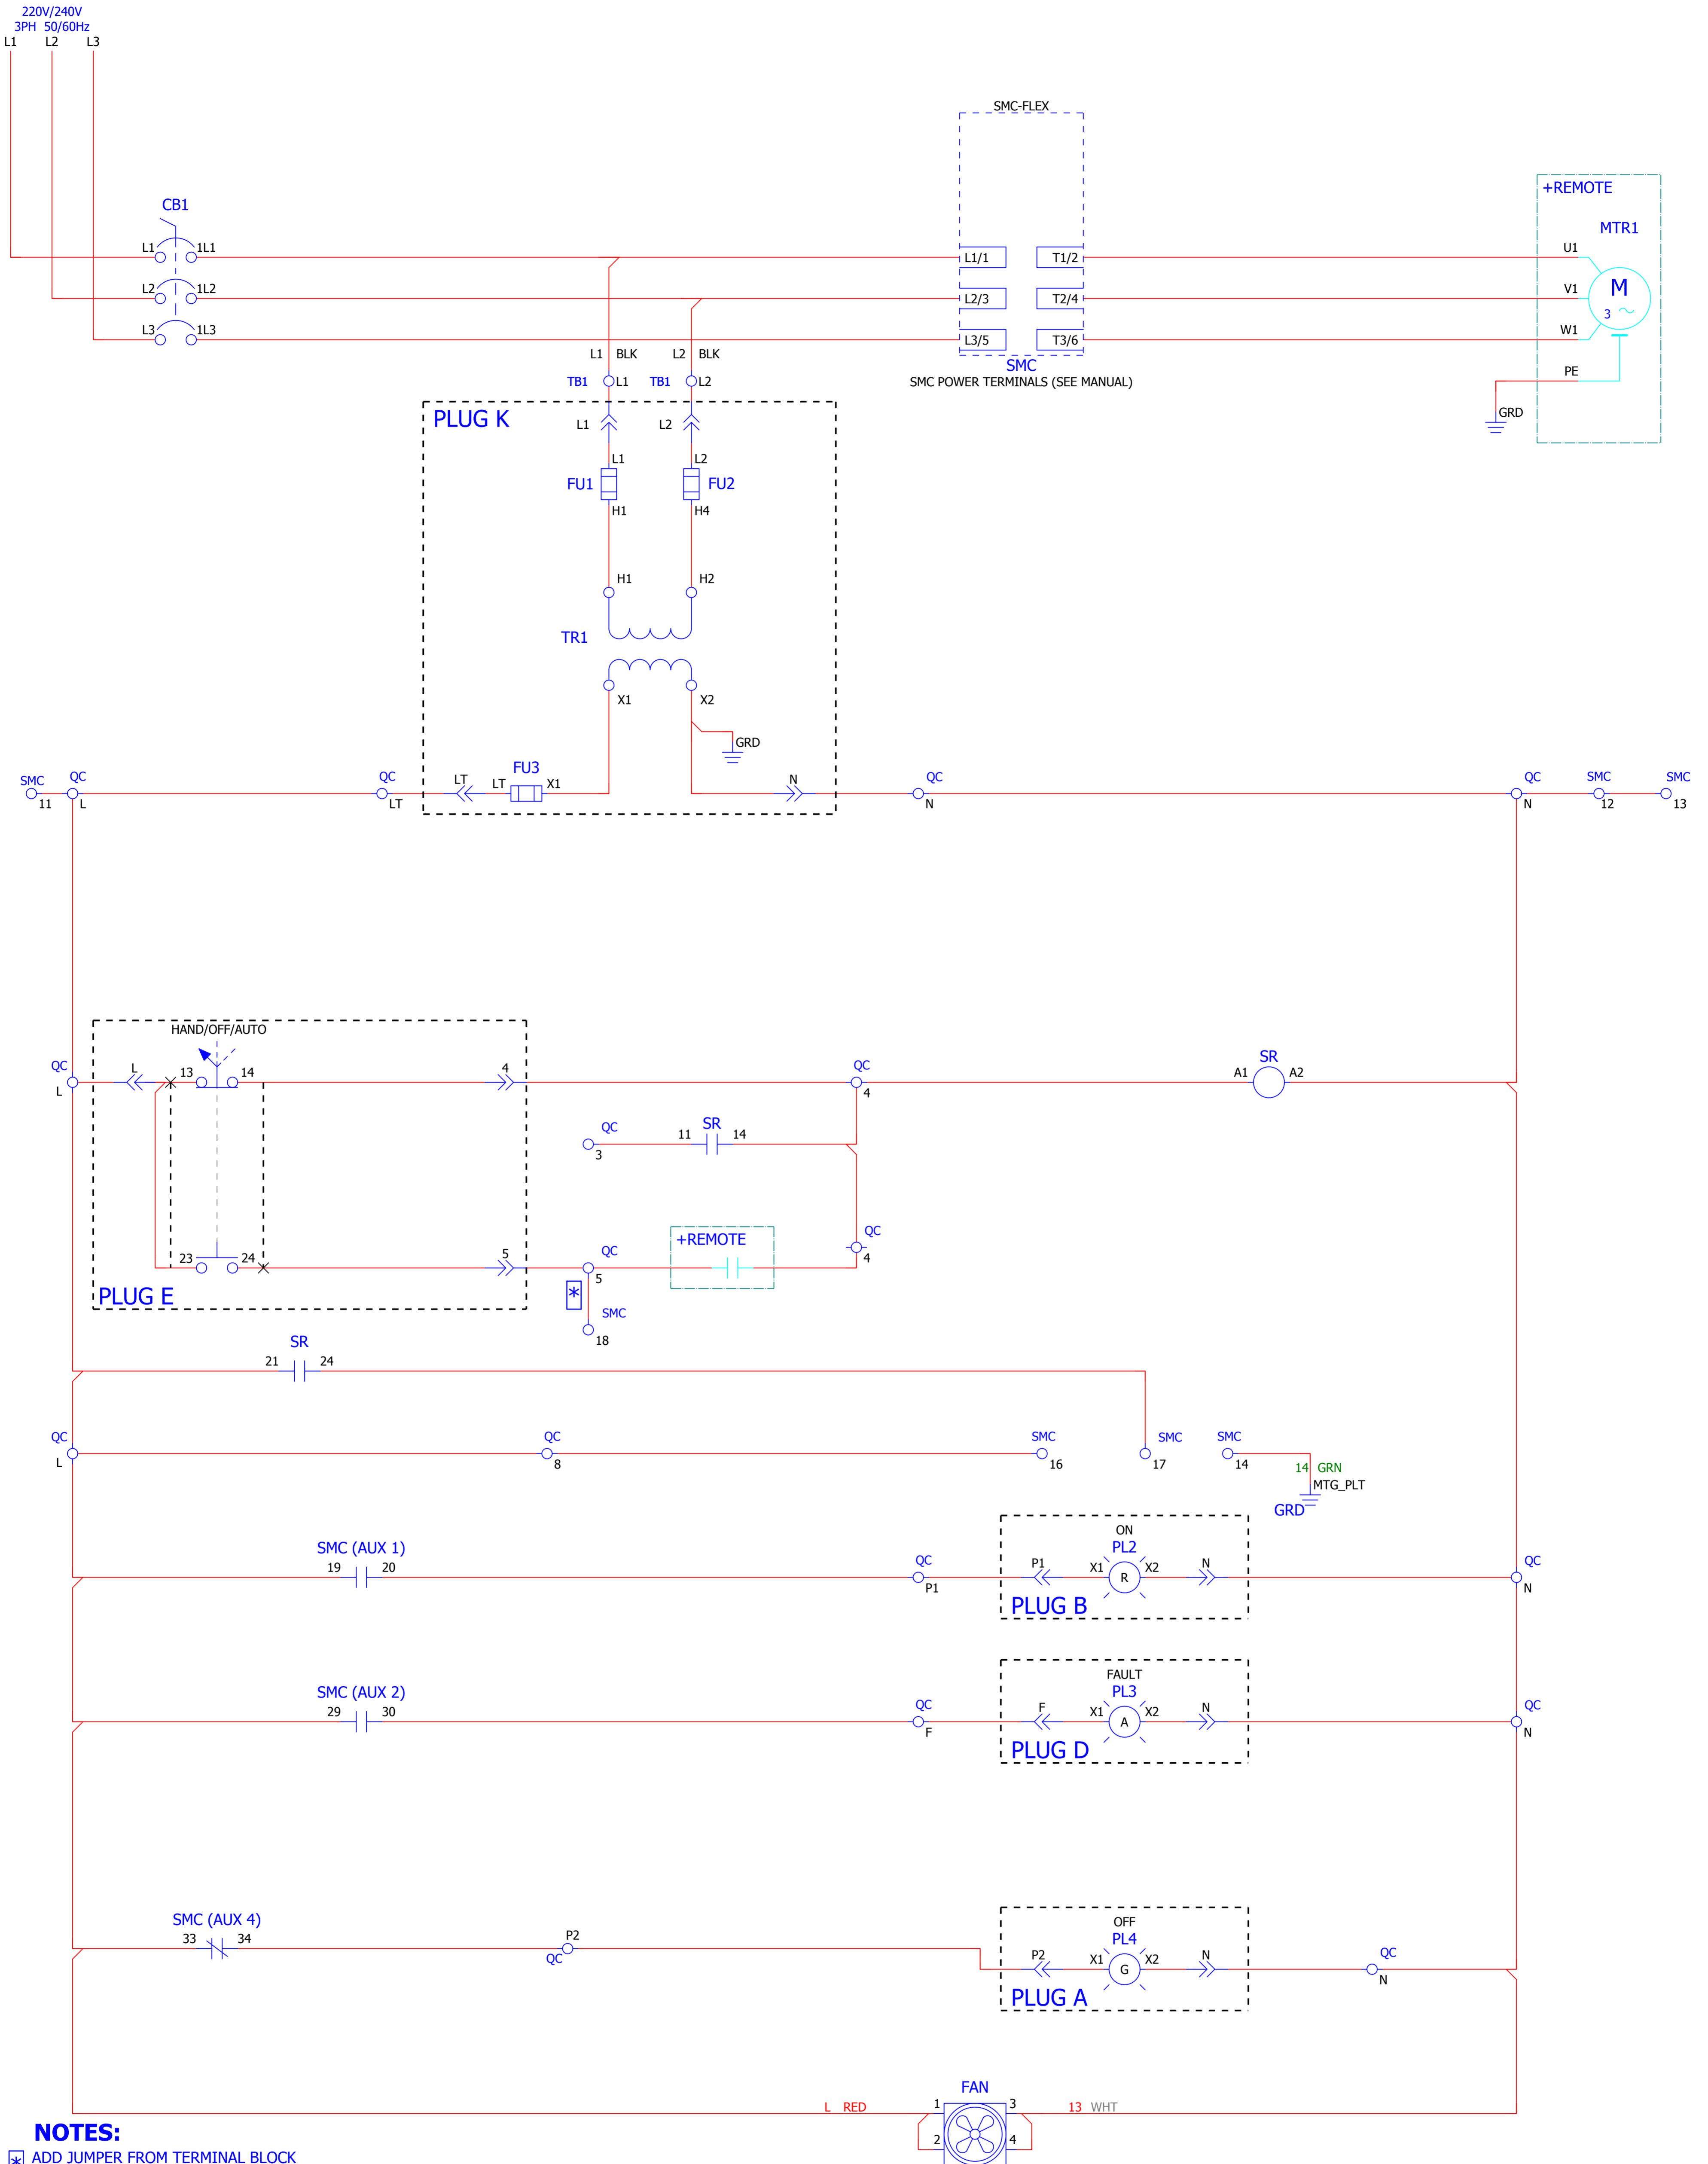 220V/240V
3PH 50/60Hz
L1 L2 L3
SMC-FLEX
+REMOTE
CB1
MTR1
L1 1L1 L1/1 T1/2 U1
L2 1L2 L2/3 T2/4 V1 M
3
L3 1L3 L3/5 T3/6 W1
L1 BLK L2 BLK
SMC
SMC POWER TERMINALS (SEE MANUAL)
PE
TB1 L1 TB1 L2
GRD
PLUG K
L1 L2
L1 L2
FU1 FU2
H1 H4
H1 H2
TR1
X1 X2
GRD
SMC QC QC LT LT FU3 X1 N QC QC SMC SMC
11 L LT N N 12 13
HAND/OFF/AUTO
QC L 13 14 4 QC SR
L 4 A1 A2
QC SR
3 11 14
+REMOTE QC
4
23 24 5 QC
5
PLUG E
*
SMC
18
SR
21 24
QC QC SMC SMC SMC
L 8 16 17 14
14 GRN
MTG_PLT
GRD
ON
SMC (AUX 1) PL2
19 20 QC P1 X1 R X2 N QC
P1 N
PLUG B
FAULT
SMC (AUX 2) PL3
29 30 QC F X1 A X2 N QC
F N
PLUG D
OFF
SMC (AUX 4) PL4
33 34 P2 P2 X1 G X2 N QC
QC N
PLUG A
FAN
L RED 1 3 13 WHT
2 4
NOTES:
* ADD JUMPER FROM TERMINAL BLOCK